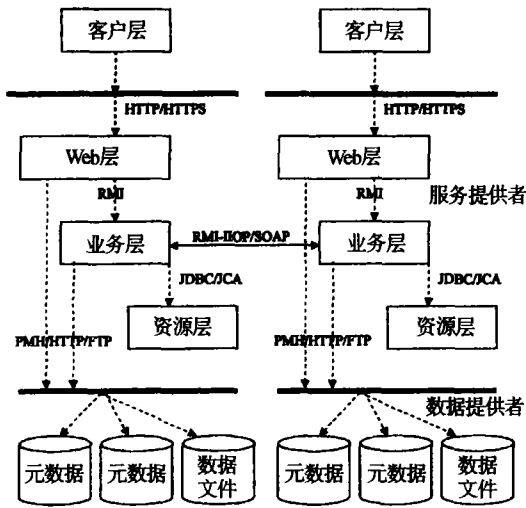 客户层 客户层
HTTP/HTTPS HTTP/HTTPS
Web层 Web层
RMI RMI 服务提供者
业务层 RMI-IIOP/SOAP 业务层
JDBC/JCA JDBC/JCA
资源层 资源层
PMH/HTTP/FTP PMH/HTTP/FTP
数据提供者
元数据 元数据 数据 元数据 元数据 数据
文件 文件